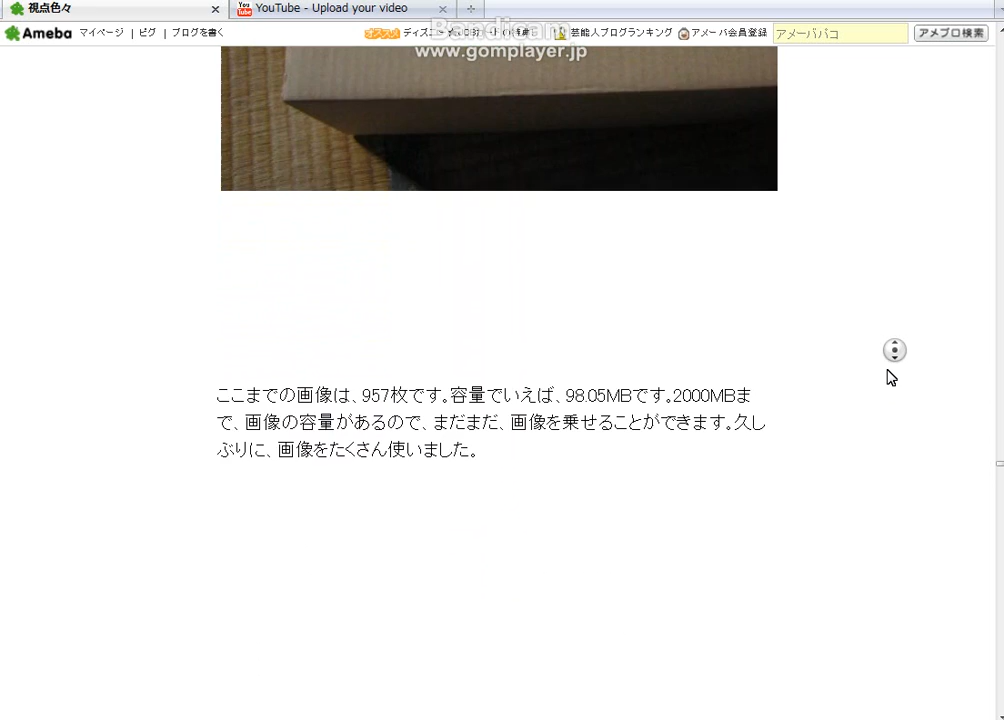 視点色々
YouTube - Upload your video
Bandicam
www.gomplayer.jp
Ameba マイページ | ピグ | ブログを書く
芸能人ブログランキング アメーバ会員登録 アメーバパコ アメブロ検索
ここまでの画像は、957枚です。容量でいえば、98.05MBです。2000MBま
で、画像の容量があるので、まだまだ、画像を乗せることができます。久し
ぶりに、画像をたくさん使いました。